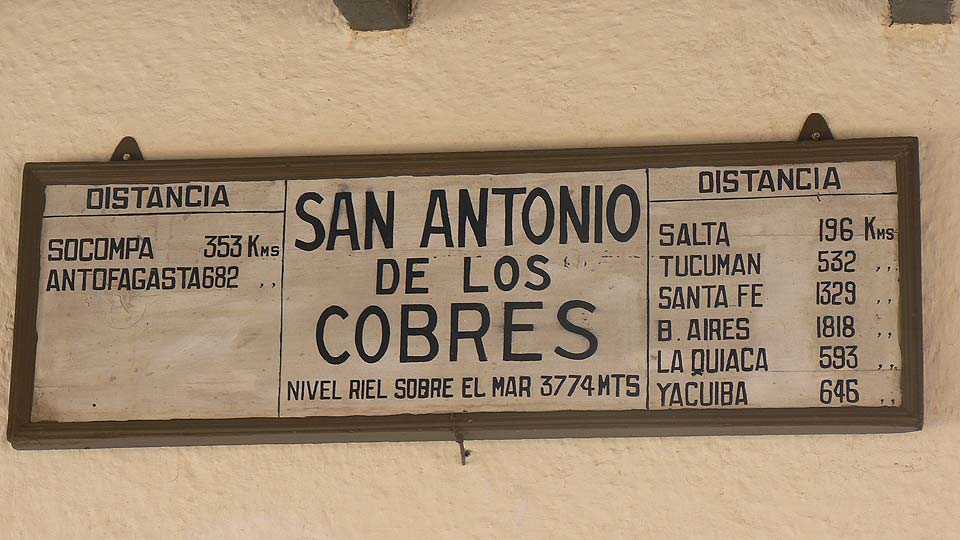 DISTANCIA
SOCOMPA 353 KMS
ANTOFAGASTA 682 ,,
SAN ANTONIO
DE LOS
COBRES
NIVEL RIEL SOBRE EL MAR 3774 MTS
DISTANCIA
SALTA 196 KMS
TUCUMAN 532 ,,
SANTA FE 1329 ,,
B. AIRES 1818 ,,
LA QUIACA 593 ,,
YACUIBA 646 ,,